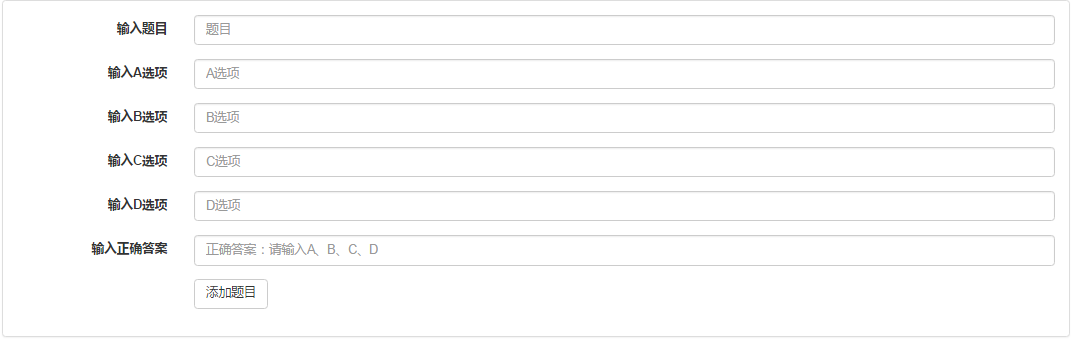 输入题目 题目
输入A选项 A选项
输入B选项 B选项
输入C选项 C选项
输入D选项 D选项
输入正确答案 正确答案：请输入A、B、C、D
添加题目